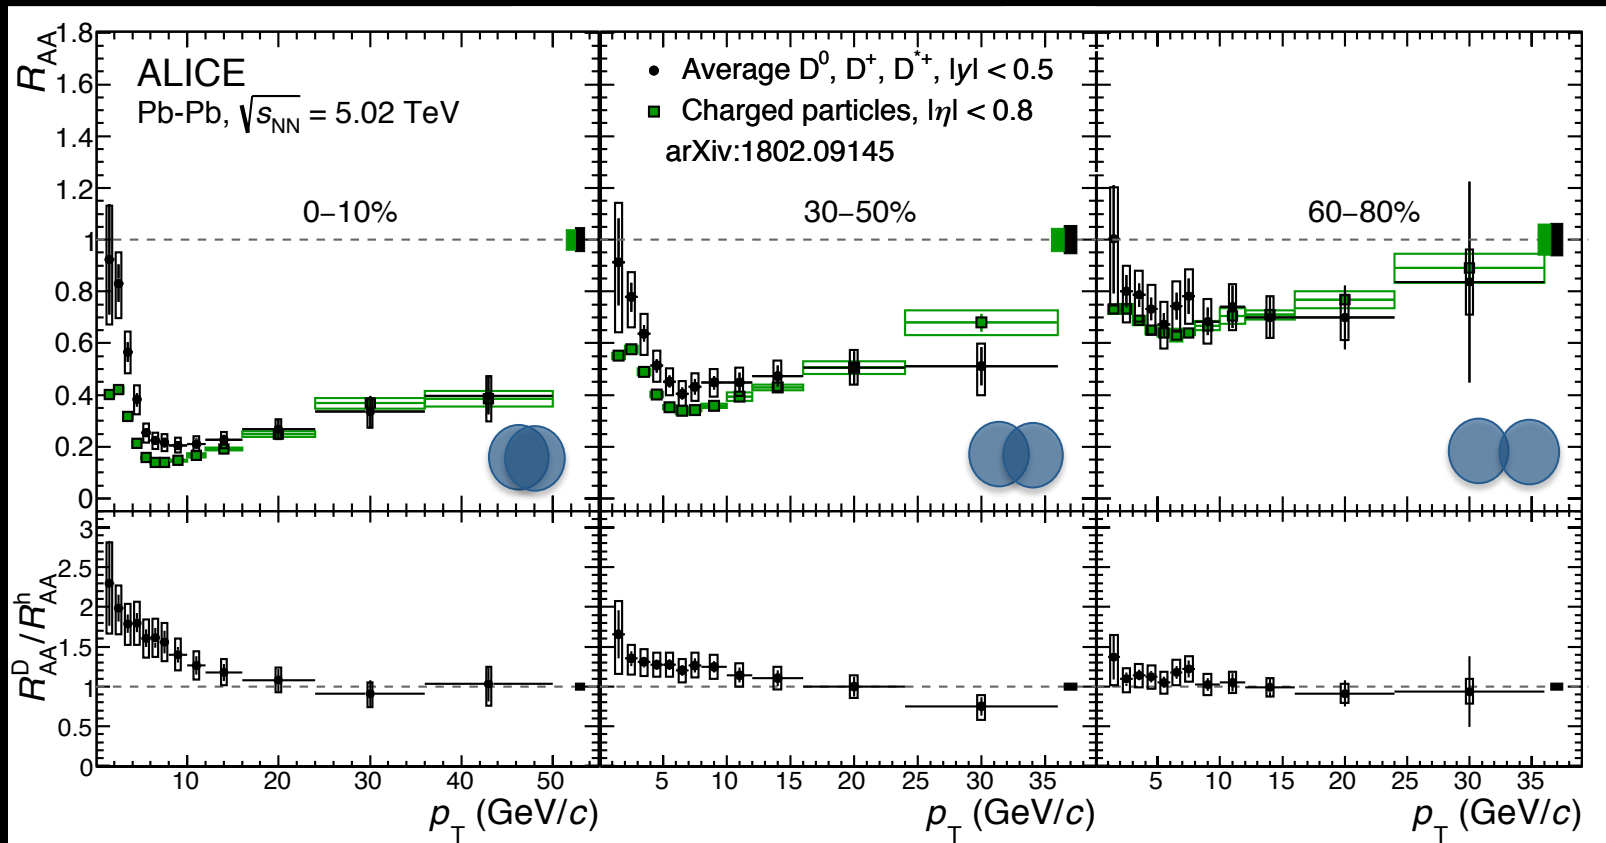 R_AA
1.8
1.6
1.4
1.2
1
0.8
0.6
0.4
0.2
0
ALICE
Pb-Pb, √s_NN = 5.02 TeV
0−10%
Average D^0, D^+, D^*+, |y| < 0.5
Charged particles, |η| < 0.8
arXiv:1802.09145
30−50%
60−80%
R^D_AA / R^h_AA
3
2.5
2
1.5
1
0.5
0
10 20 30 40 50
5 10 15 20 25 30 35
5 10 15 20 25 30 35
p_T (GeV/c)
p_T (GeV/c)
p_T (GeV/c)